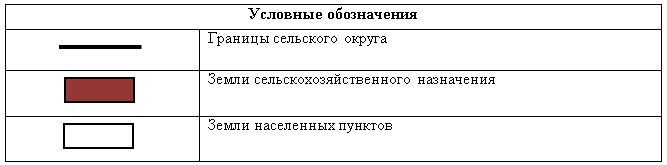 Условные обозначения
Границы сельского округа
Земли сельскохозяйственного назначения
Земли населенных пунктов